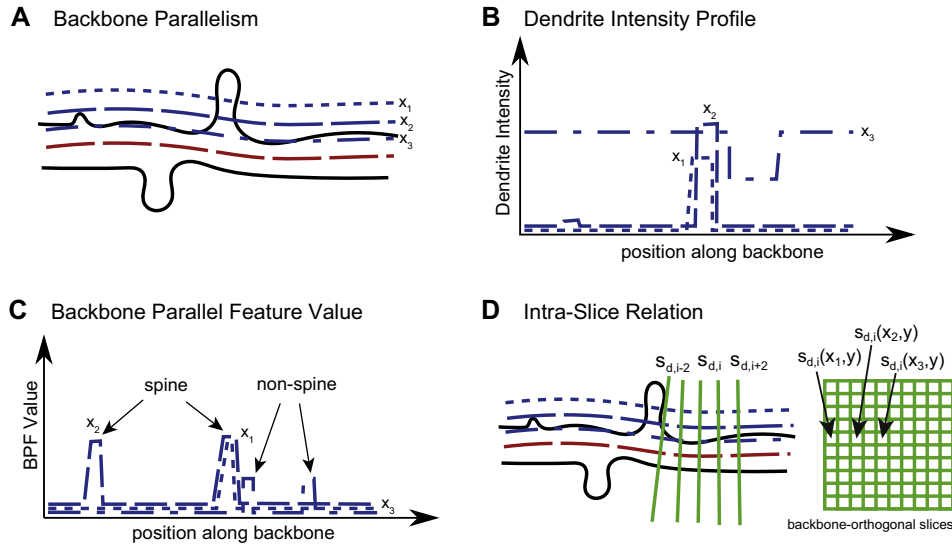 A Backbone Parallelism
x1
x2
x3
B Dendrite Intensity Profile
Dendrite Intensity
x2
x1
x3
position along backbone
C Backbone Parallel Feature Value
BPF Value
spine
non-spine
x2
x1
x3
position along backbone
D Intra-Slice Relation
sd,i-2 sd,i sd,i+2
sd,i(x2,y)
sd,i(x1,y)
sd,i(x3,y)
backbone-orthogonal slices